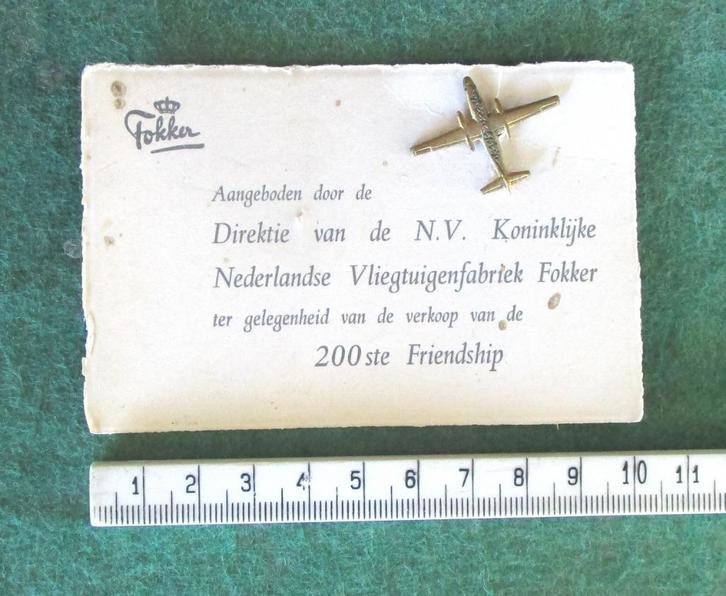 Fokker
Aangeboden door de
Direktie van de N.V. Koninklijke
Nederlandse Vliegtuigenfabriek Fokker
ter gelegenheid van de verkoop van de
200ste Friendship
1 2 3 4 5 6 7 8 9 10 11